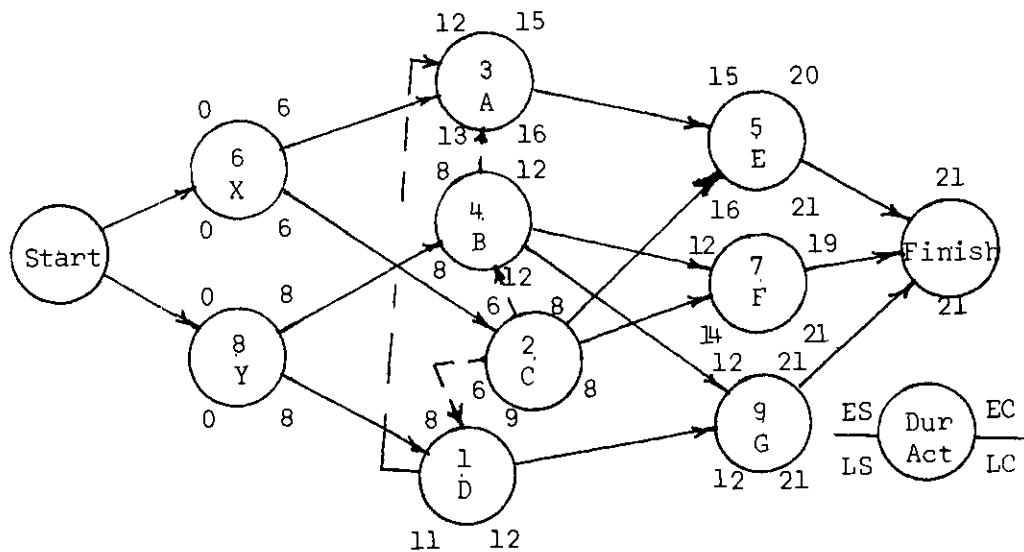 12 15
3
A
13 16
15 20
5
E
16 21
0 6
6
X
0 6
8 12
4
B
8 12
21
Finish
21
Start
12 19
7
F
14 21
0 8
8
Y
0 8
6 8
2
C
6 8
12 21
9
G
12 21
8 9
1
D
11 12
ES EC
Dur
Act
LS LC